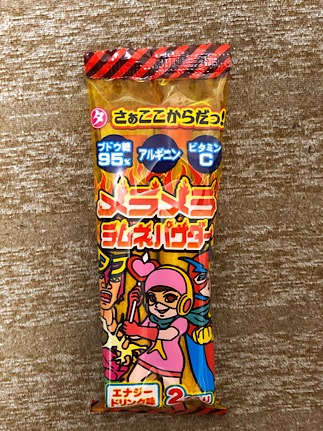 タ
さぁここからだっ!
ブドウ糖
95%
アルギニン
ビタミン
C
メラメラ
ラムネパウダー
エナジー
ドリンク味
2